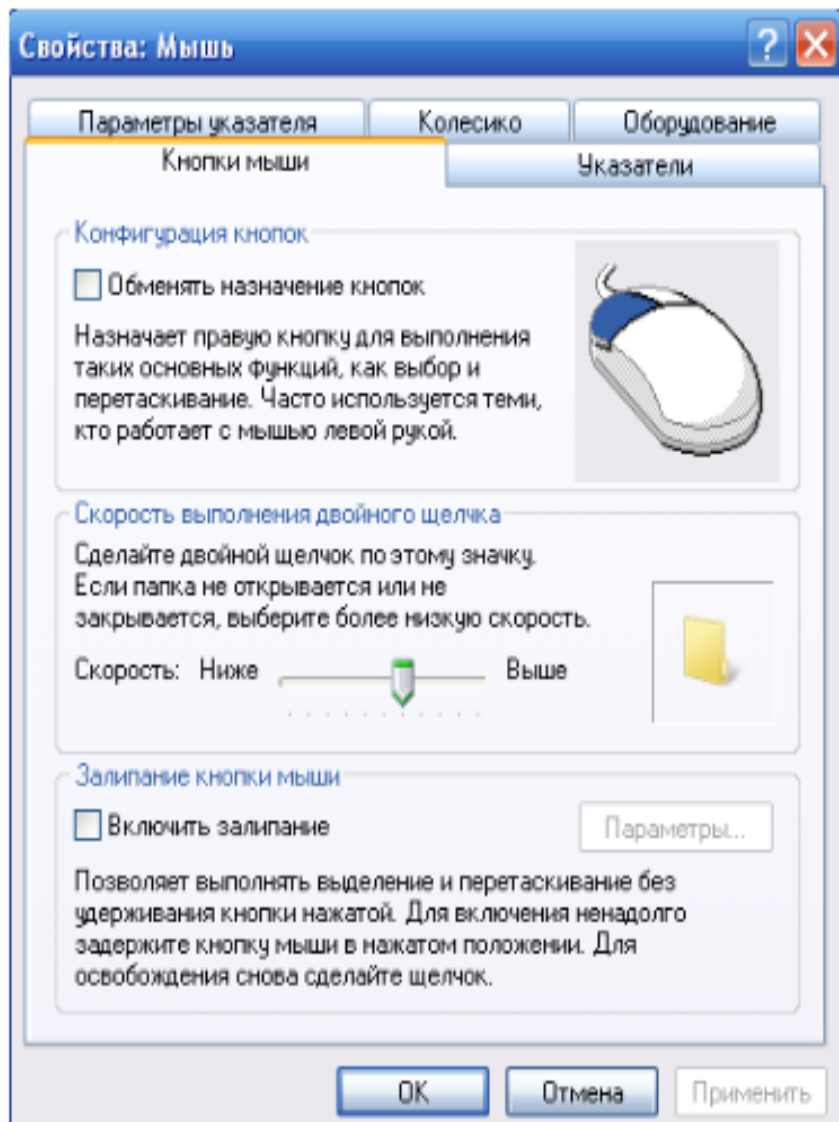 Свойства: Мышь
Параметры указателя
Колесико
Оборудование
Кнопки мыши
Указатели
Конфигурация кнопок
Обменять назначение кнопок
Назначает правую кнопку для выполнения
таких основных функций, как выбор и
перетаскивание. Часто используется теми,
кто работает с мышью левой рукой.
Скорость выполнения двойного щелчка
Сделайте двойной щелчок по этому значку.
Если папка не открывается или не
закрывается, выберите более низкую скорость.
Скорость: Ниже Выше
Залипание кнопки мыши
Включить залипание
Параметры...
Позволяет выполнять выделение и перетаскивание без
удерживания кнопки нажатой. Для включения ненадолго
задержите кнопку мыши в нажатом положении. Для
освобождения снова сделайте щелчок.
OK
Отмена
Применить